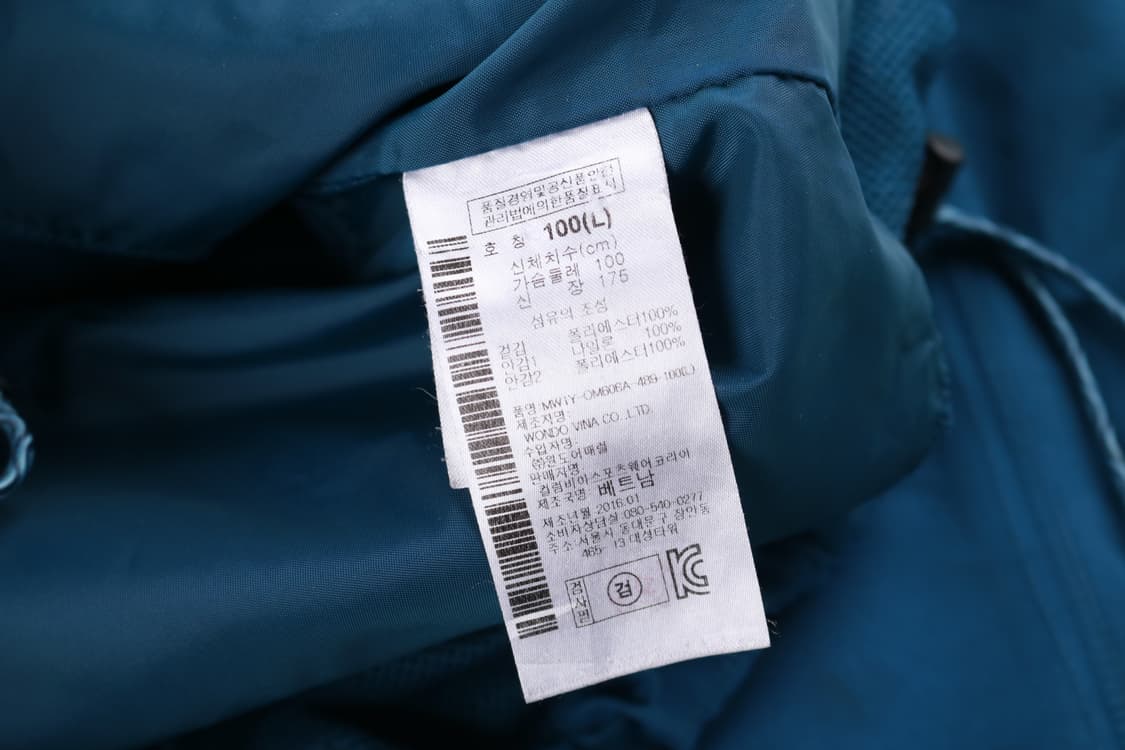 품질경영및공산품안전
관리법에의한품질표시
호 칭 100(L)
신체치수(cm)
가슴둘레 100
신 장 175
섬유의 조성
겉감 폴리에스터100%
안감1 나일론 100%
안감2 폴리에스터100%
품명 MW1Y-OM606A-489-100(L)
제조자명:
WONDO VINA CO.,LTD.
수입자명:
㈜원도어패럴
판매자명:
컬럼비아스포츠웨어코리아
제조국명: 베트남
제조년월 2016.01
소비자상담실:080-540-0277
주소:서울시 동대문구 장안동
465- 13 대성타워
검사필
검